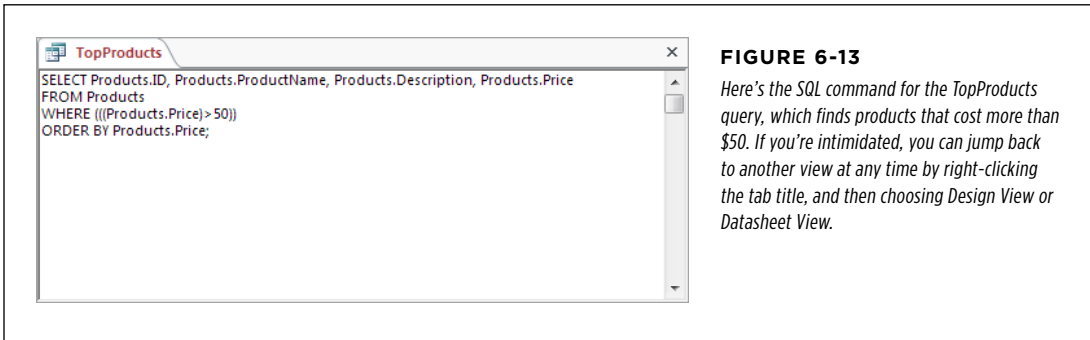 TopProducts
SELECT Products.ID, Products.ProductName, Products.Description, Products.Price
FROM Products
WHERE (((Products.Price)>50))
ORDER BY Products.Price;
FIGURE 6-13
Here's the SQL command for the TopProducts
query, which finds products that cost more than
$50. If you're intimidated, you can jump back
to another view at any time by right-clicking
the tab title, and then choosing Design View or
Datasheet View.